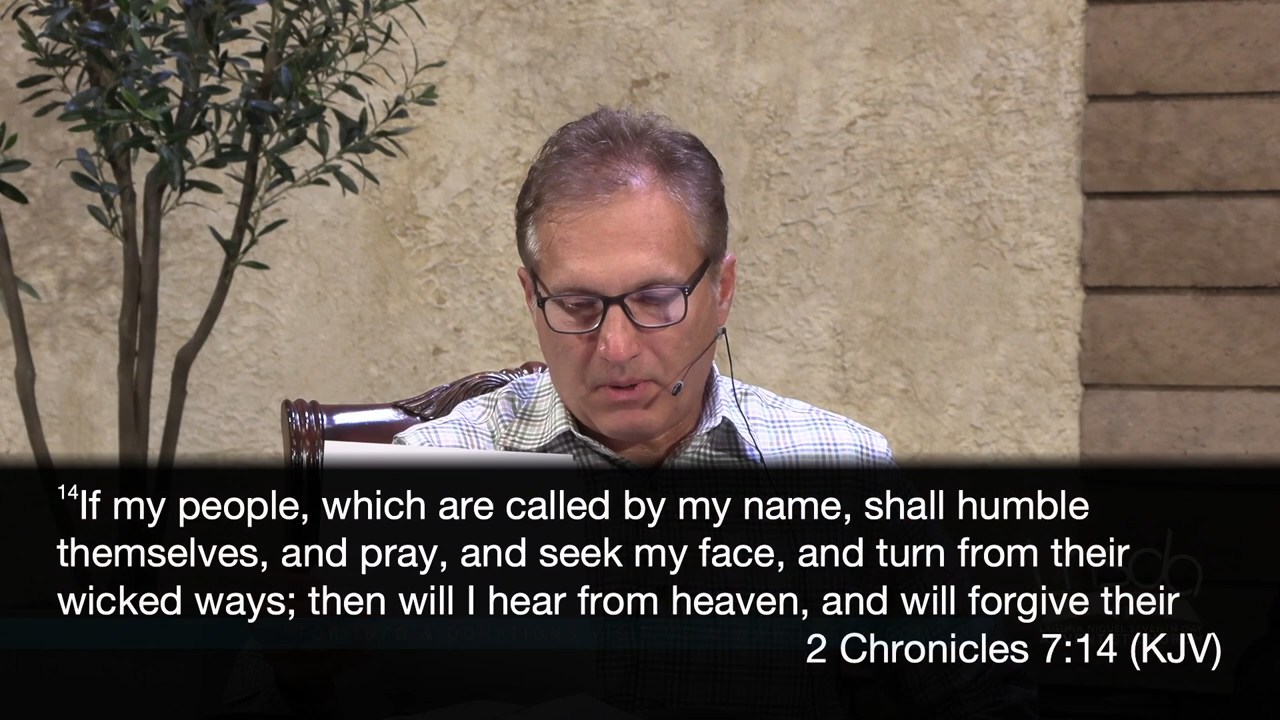 ¹⁴If my people, which are called by my name, shall humble
themselves, and pray, and seek my face, and turn from their
wicked ways; then will I hear from heaven, and will forgive their
2 Chronicles 7:14 (KJV)